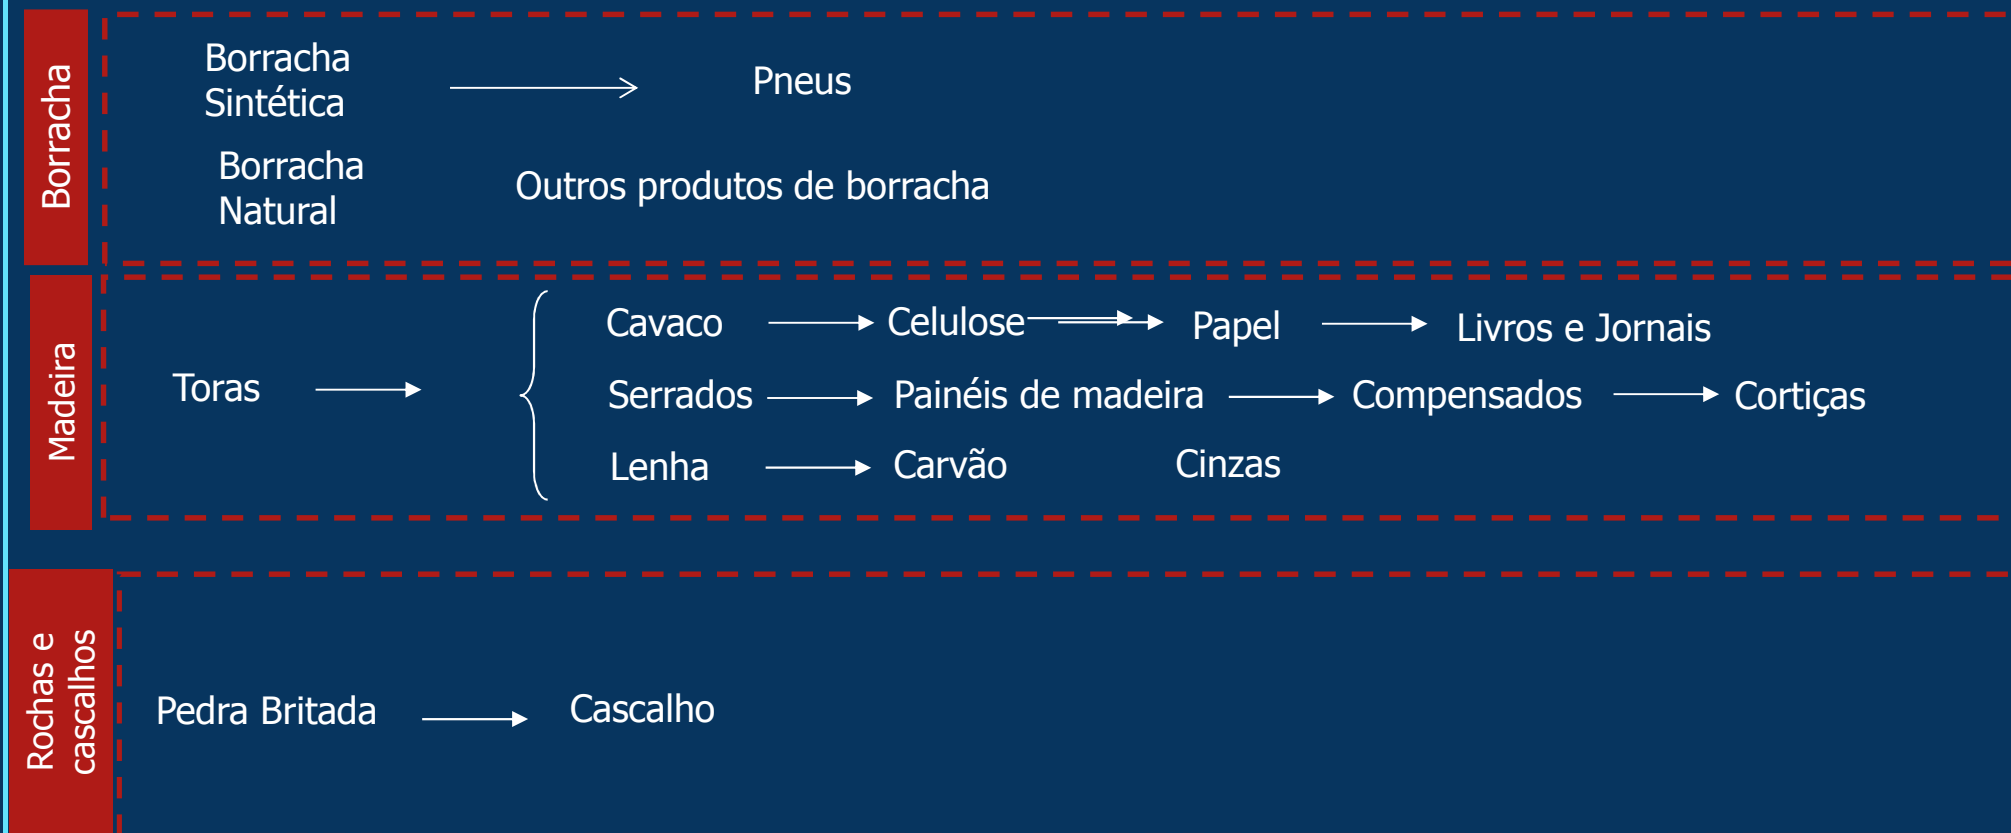 Borracha
Borracha
Sintética
Pneus
Borracha
Natural
Outros produtos de borracha
Madeira
Toras
Cavaco
Celulose
Papel
Livros e Jornais
Serrados
Painéis de madeira
Compensados
Cortiças
Lenha
Carvão
Cinzas
Rochas e
cascalhos
Pedra Britada
Cascalho